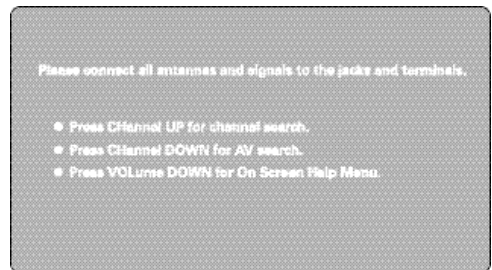 Please connect all antennas and signals to the jacks and terminals.
● Press CHannel UP for channel search.
● Press CHannel DOWN for AV search.
● Press VOLume DOWN for On Screen Help Menu.